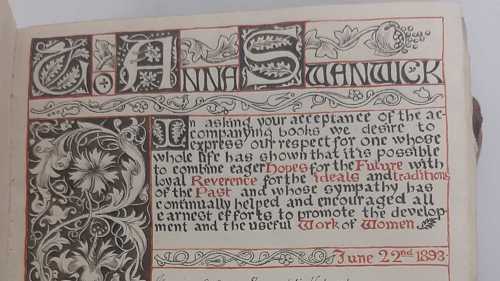 To Anna Swanwick
In asking your acceptance of the ac-
companying books we desire to
express our respect for one whose
whole life has shown that it is possible
to combine eager Hopes for the Future with
loyal Reverence for the Ideals and traditions
of the Past and whose sympathy has
continually helped and encouraged all
earnest efforts to promote the develop-
ment and the useful Work of Women.
June 22nd 1893